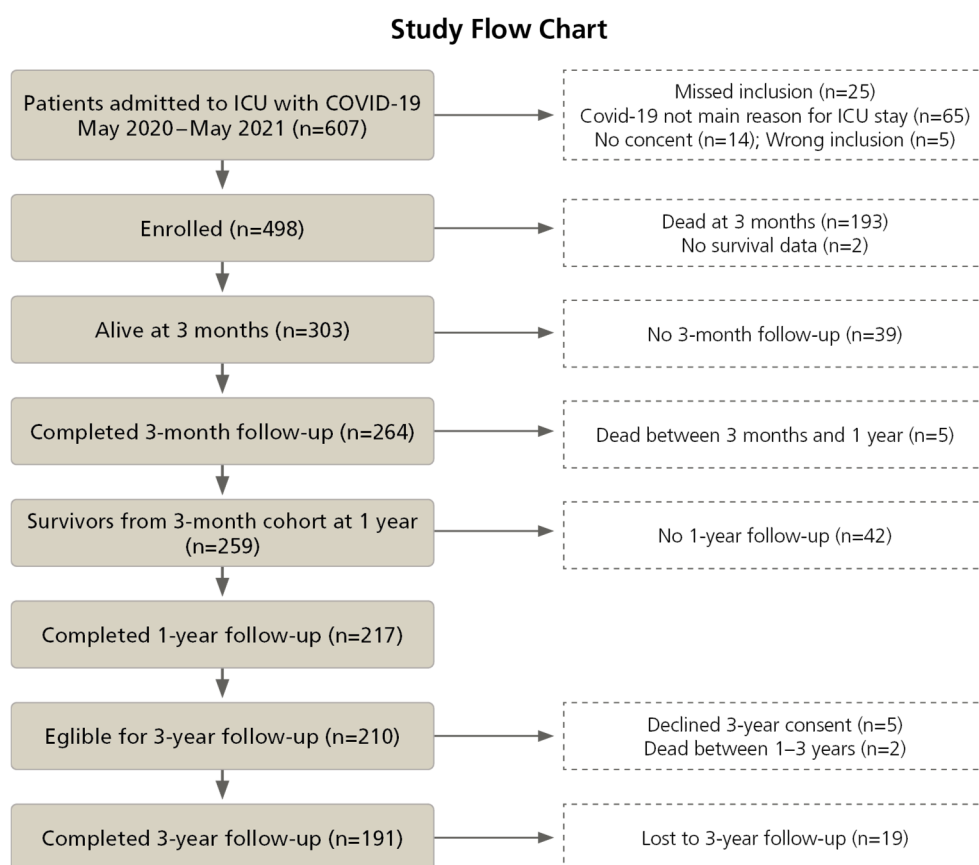 Study Flow Chart
Patients admitted to ICU with COVID-19
May 2020–May 2021 (n=607)
Missed inclusion (n=25)
Covid-19 not main reason for ICU stay (n=65)
No concent (n=14); Wrong inclusion (n=5)
Enrolled (n=498)
Dead at 3 months (n=193)
No survival data (n=2)
Alive at 3 months (n=303)
No 3-month follow-up (n=39)
Completed 3-month follow-up (n=264)
Dead between 3 months and 1 year (n=5)
Survivors from 3-month cohort at 1 year
(n=259)
No 1-year follow-up (n=42)
Completed 1-year follow-up (n=217)
Eglible for 3-year follow-up (n=210)
Declined 3-year consent (n=5)
Dead between 1–3 years (n=2)
Completed 3-year follow-up (n=191)
Lost to 3-year follow-up (n=19)